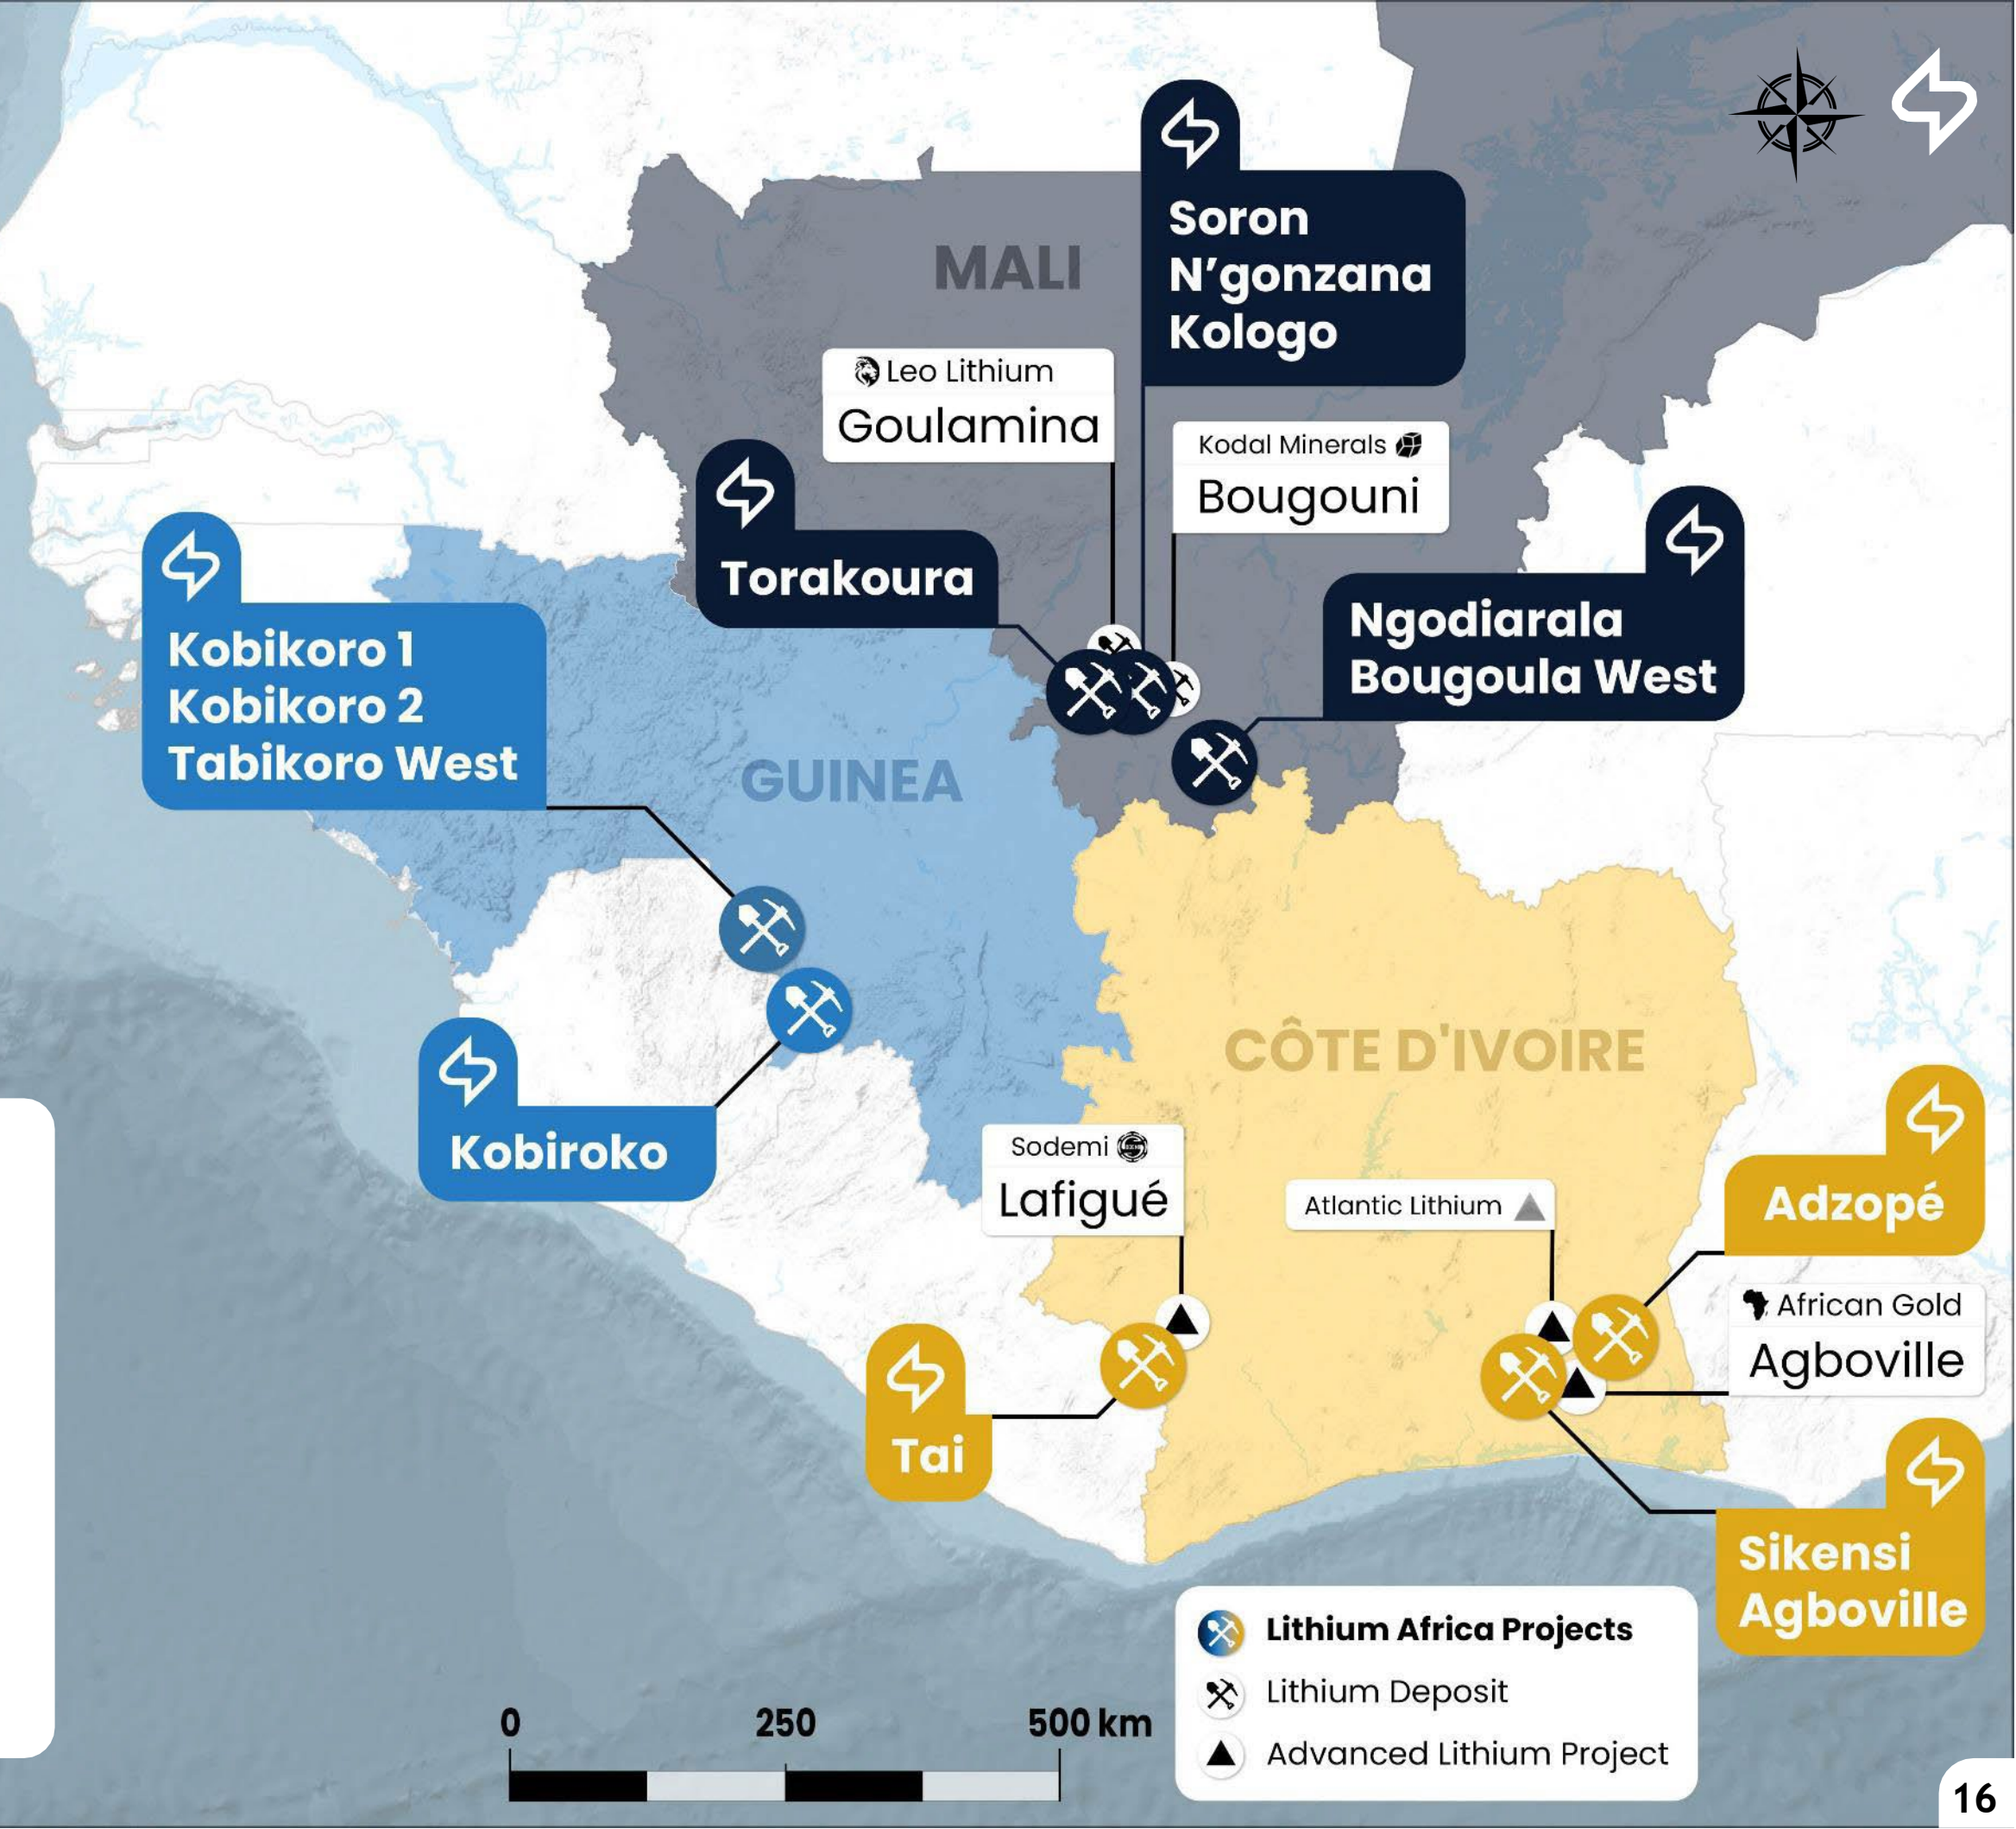 Soron
N'gonzana
Kologo
MALI
Leo Lithium
Goulamina
Kodal Minerals
Bougouni
Torakoura
Ngodiarala
Bougoula West
Kobikoro 1
Kobikoro 2
Tabikoro West
GUINEA
CÔTE D'IVOIRE
Kobiroko
Sodemi
Lafigué
Atlantic Lithium
Adzopé
African Gold
Agboville
Tai
Sikensi
Agboville
Lithium Africa Projects
Lithium Deposit
Advanced Lithium Project
0 250 500 km
16